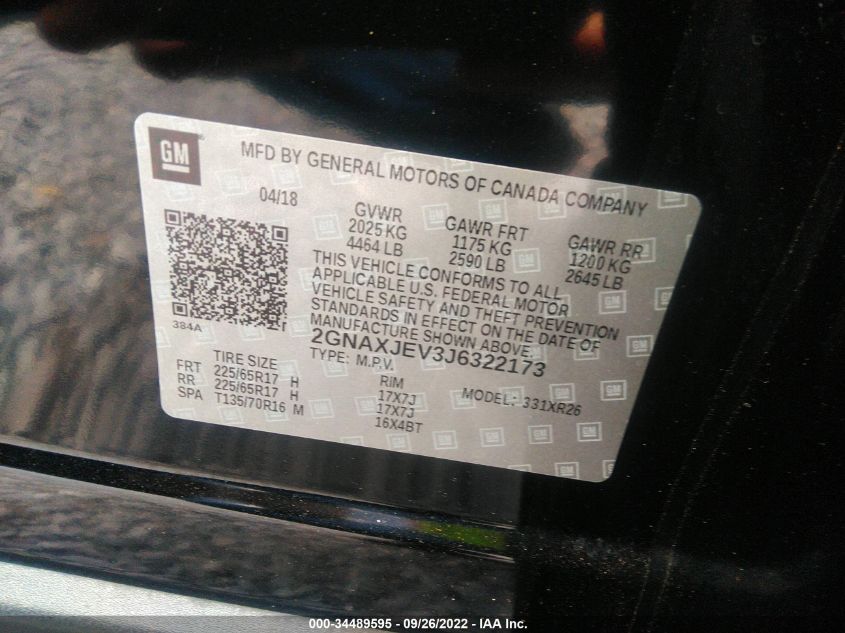 GM
MFD BY GENERAL MOTORS OF CANADA COMPANY
04/18
GVWR
2025 KG
4464 LB
GAWR FRT
1175 KG
2590 LB
GAWR RR
1200 KG
2645 LB
THIS VEHICLE CONFORMS TO ALL
APPLICABLE U.S. FEDERAL MOTOR
VEHICLE SAFETY AND THEFT PREVENTION
STANDARDS IN EFFECT ON THE DATE OF
MANUFACTURE SHOWN ABOVE.
384A
2GNAXJEV3J6322173
TYPE: M.P.V.
MODEL: 331XR26
TIRE SIZE
RIM
FRT 225/65R17 H 17X7J
RR 225/65R17 H 17X7J
SPA T135/70R16 M 16X4BT
000-34489595 - 09/26/2022 - IAA Inc.